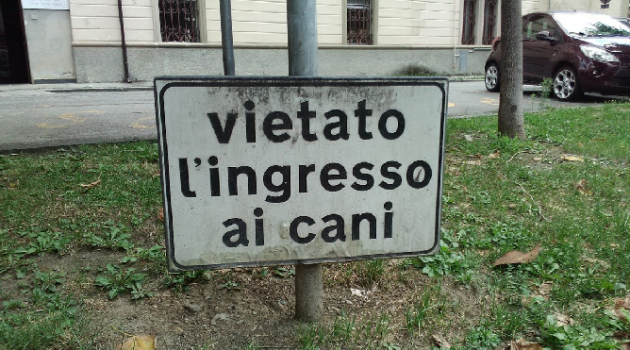 vietato
l'ingresso
ai cani